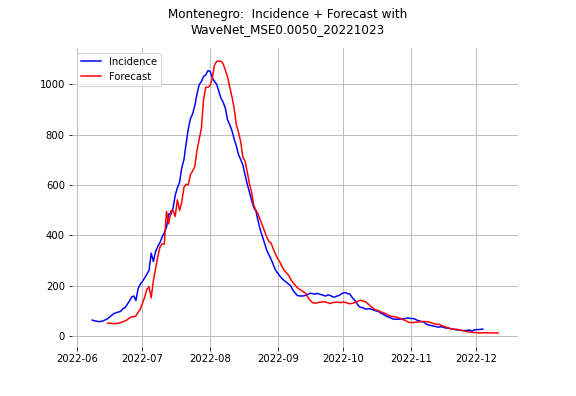 Montenegro:  Incidence + Forecast with
WaveNet_MSE0.0050_20221023
Incidence
Forecast
1000
800
600
400
200
0
2022-06 2022-07 2022-08 2022-09 2022-10 2022-11 2022-12